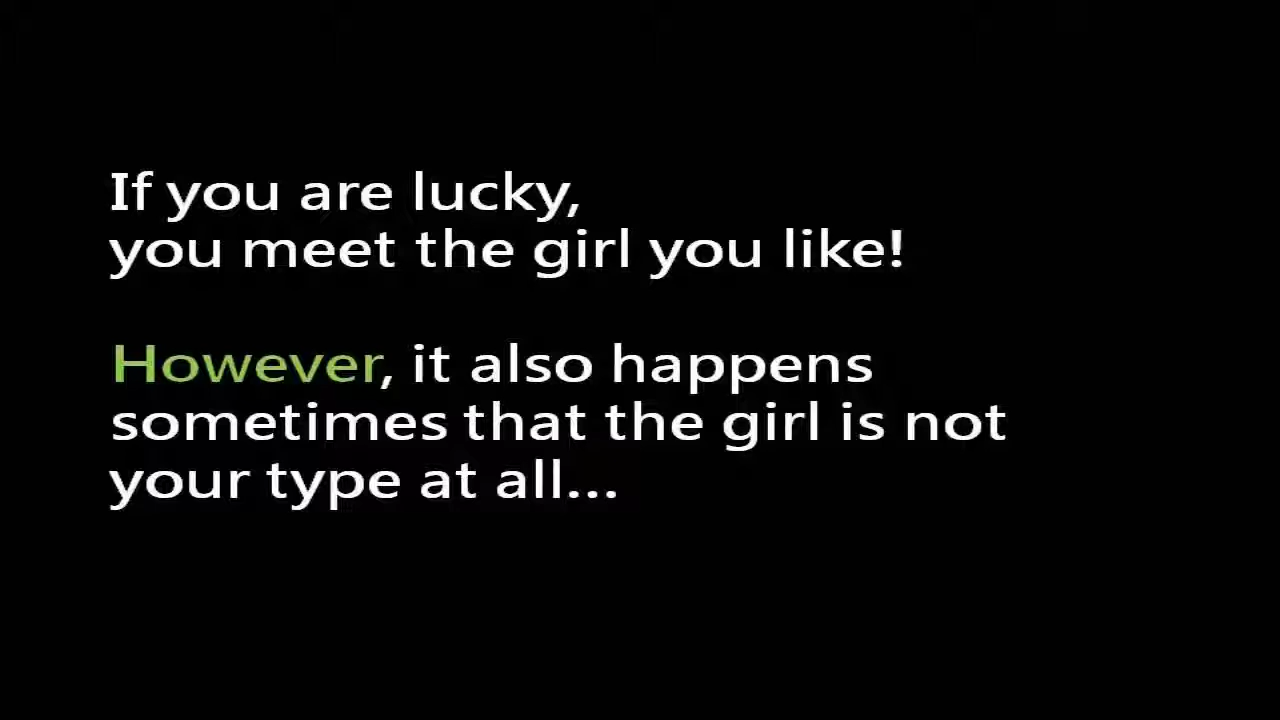 If you are lucky,
you meet the girl you like!
However, it also happens
sometimes that the girl is not
your type at all...